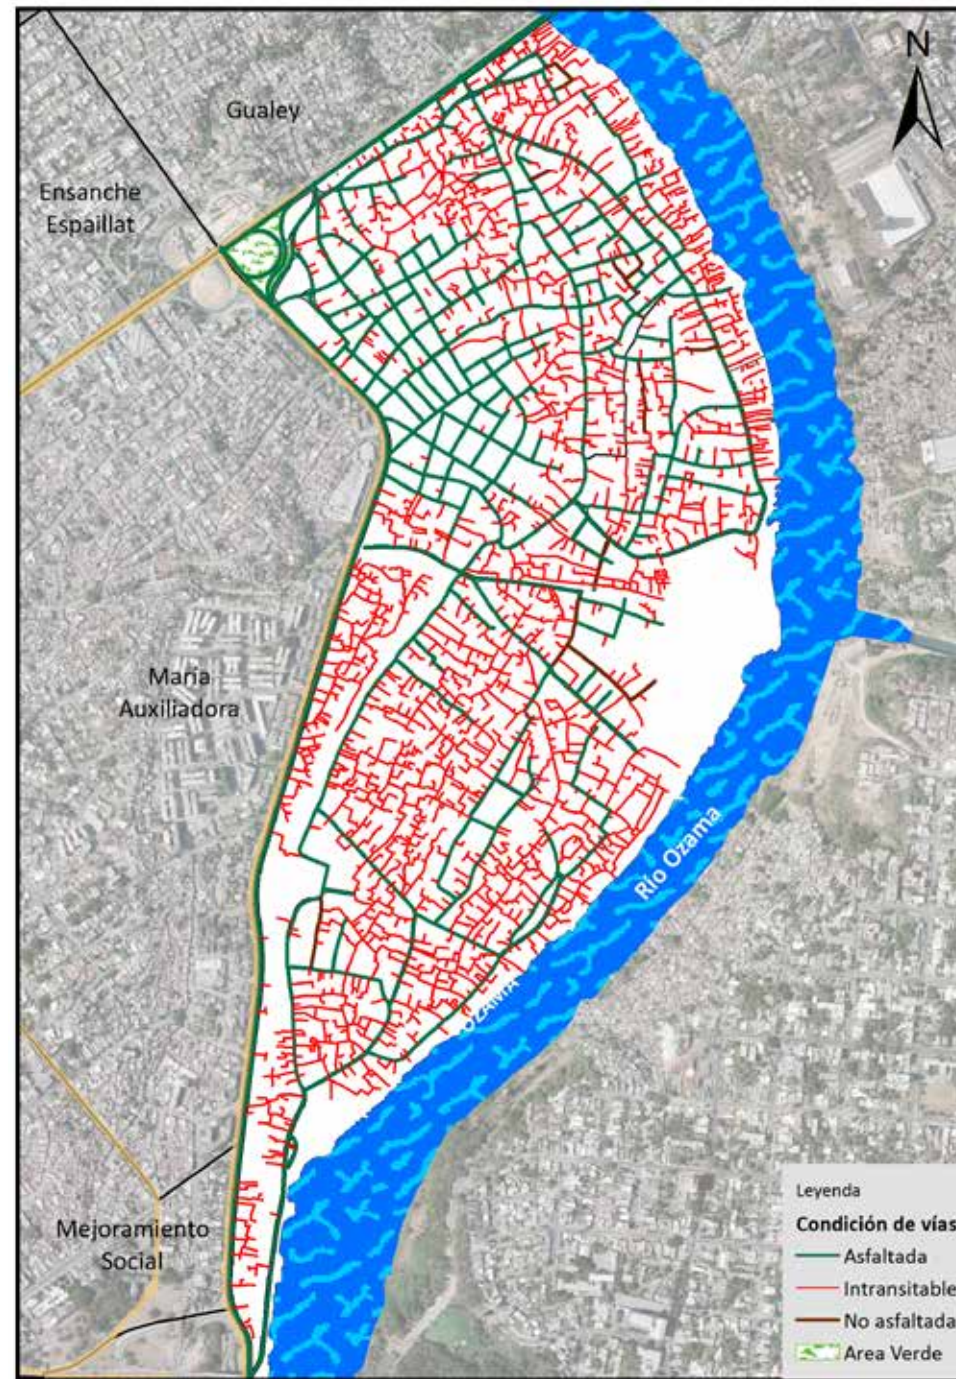 N
Gualey
Ensanche
Espaillat
Maria
Auxiliadora
Río Ozama
OZAMA
Mejoramiento
Social
Leyenda
Condición de vías
Asfaltada
Intransitable
No asfaltada
Area Verde